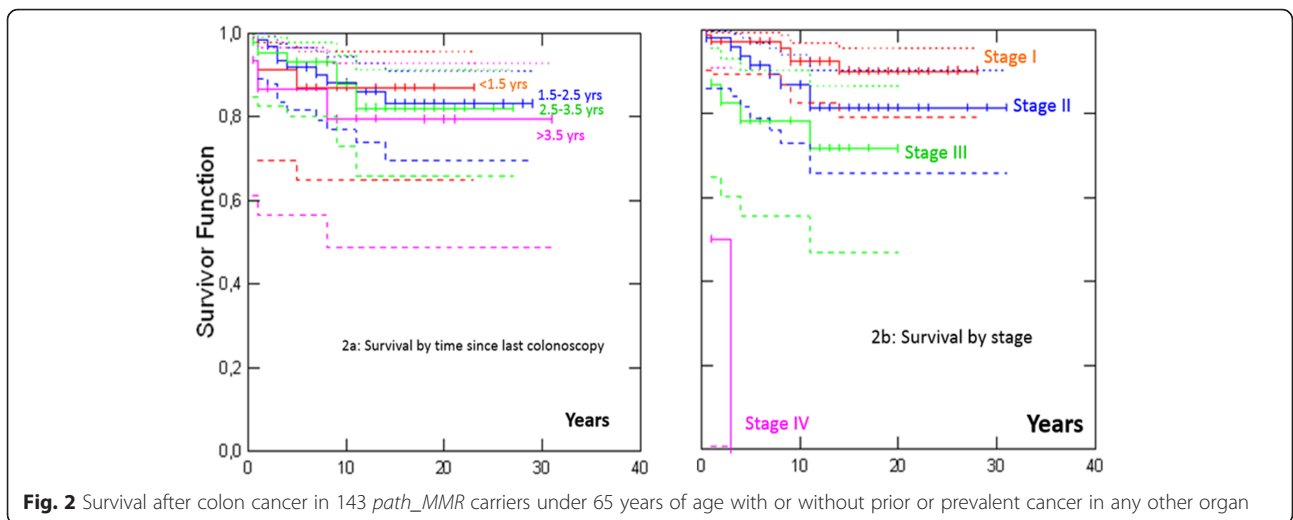 Survivor Function
1,0
0,8
0,6
0,4
0,2
0,0
0 10 20 30 40
<1.5 yrs
1.5-2.5 yrs
2.5-3.5 yrs
>3.5 yrs
2a: Survival by time since last colonoscopy
Years
Stage I
Stage II
Stage III
2b: Survival by stage
Stage IV
Years
0 10 20 30 40
Fig. 2 Survival after colon cancer in 143 path_MMR carriers under 65 years of age with or without prior or prevalent cancer in any other organ